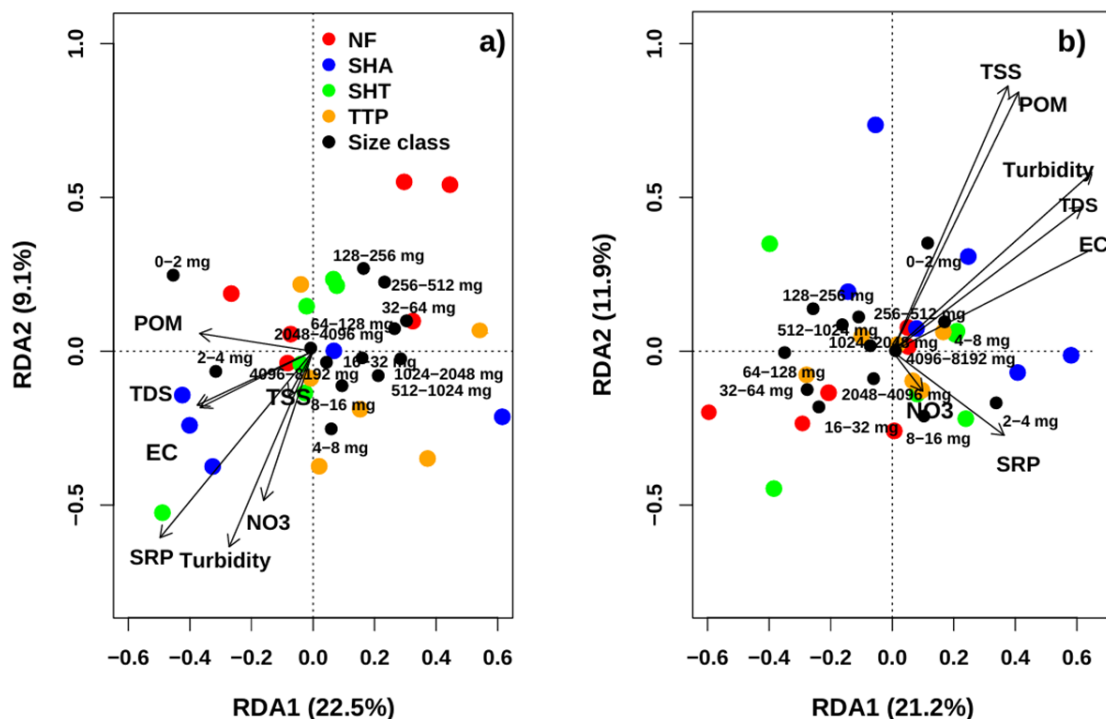 a)
NF
SHA
SHT
TTP
Size class
1.0
0.5
0.0
−0.5
RDA2 (9.1%)
128−256 mg
0−2 mg
256−512 mg
32−64 mg
64−128 mg
POM
2048−4096 mg
2−4 mg
16−32 mg
4096−8192 mg
1024−2048 mg
TDS
TSS
512−1024 mg
8−16 mg
EC
4−8 mg
NO3
SRP
Turbidity
−0.6
−0.4
−0.2
0.0
0.2
0.4
0.6
RDA1 (22.5%)
b)
1.0
0.5
0.0
−0.5
RDA2 (11.9%)
TSS
POM
Turbidity
TDS
EC
0−2 mg
128−256 mg
256−512 mg
512−1024 mg
1024−2048 mg
4−8 mg
4096−8192 mg
64−128 mg
32−64 mg
2048−4096 mg
NO3
2−4 mg
16−32 mg
8−16 mg
SRP
−0.6
−0.4
−0.2
0.0
0.2
0.4
0.6
RDA1 (21.2%)